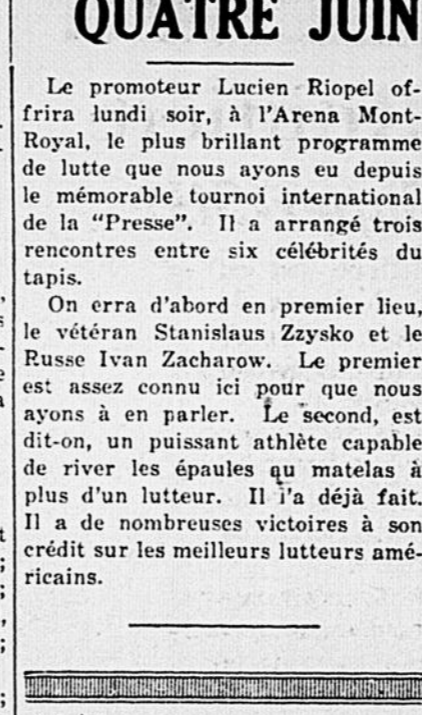 QUATRE JUIN
Le promoteur Lucien Riopel of-
frira lundi soir, à l'Arena Mont-
Royal, le plus brillant programme
de lutte que nous ayons eu depuis
le mémorable tournoi international
de la "Presse". Il a arrangé trois
rencontres entre six célébrités du
tapis.
On erra d'abord en premier lieu,
le vétéran Stanislaus Zzysko et le
Russe Ivan Zacharow. Le premier
est assez connu ici pour que nous
ayons à en parler. Le second, est
dit-on, un puissant athlète capable
de river les épaules qu matelas à
plus d'un lutteur. Il i'a déjà fait.
Il a de nombreuses victoires à son
crédit sur les meilleurs lutteurs amé-
ricains.